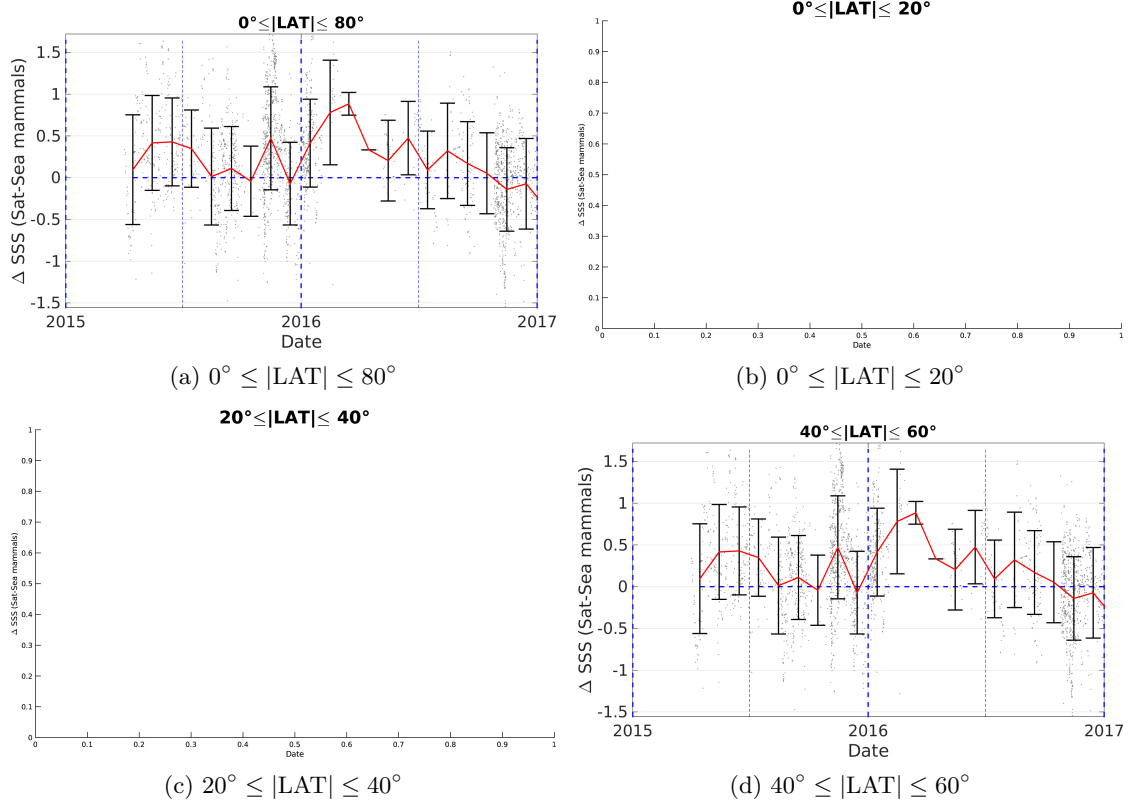 0°≤|LAT|≤ 80°
Δ SSS (Sat-Sea mammals)
1.5
1
0.5
0
-0.5
-1
-1.5
2015 2016 2017
Date
(a) 0° ≤ |LAT| ≤ 80°
0°≤|LAT|≤ 20°
Δ SSS (Sat-Sea mammals)
1
0.9
0.8
0.7
0.6
0.5
0.4
0.3
0.2
0.1
0
0 0.1 0.2 0.3 0.4 0.5 0.6 0.7 0.8 0.9 1
Date
(b) 0° ≤ |LAT| ≤ 20°
20°≤|LAT|≤ 40°
Δ SSS (Sat-Sea mammals)
1
0.9
0.8
0.7
0.6
0.5
0.4
0.3
0.2
0.1
0
0 0.1 0.2 0.3 0.4 0.5 0.6 0.7 0.8 0.9 1
Date
(c) 20° ≤ |LAT| ≤ 40°
40°≤|LAT|≤ 60°
Δ SSS (Sat-Sea mammals)
1.5
1
0.5
0
-0.5
-1
-1.5
2015 2016 2017
Date
(d) 40° ≤ |LAT| ≤ 60°